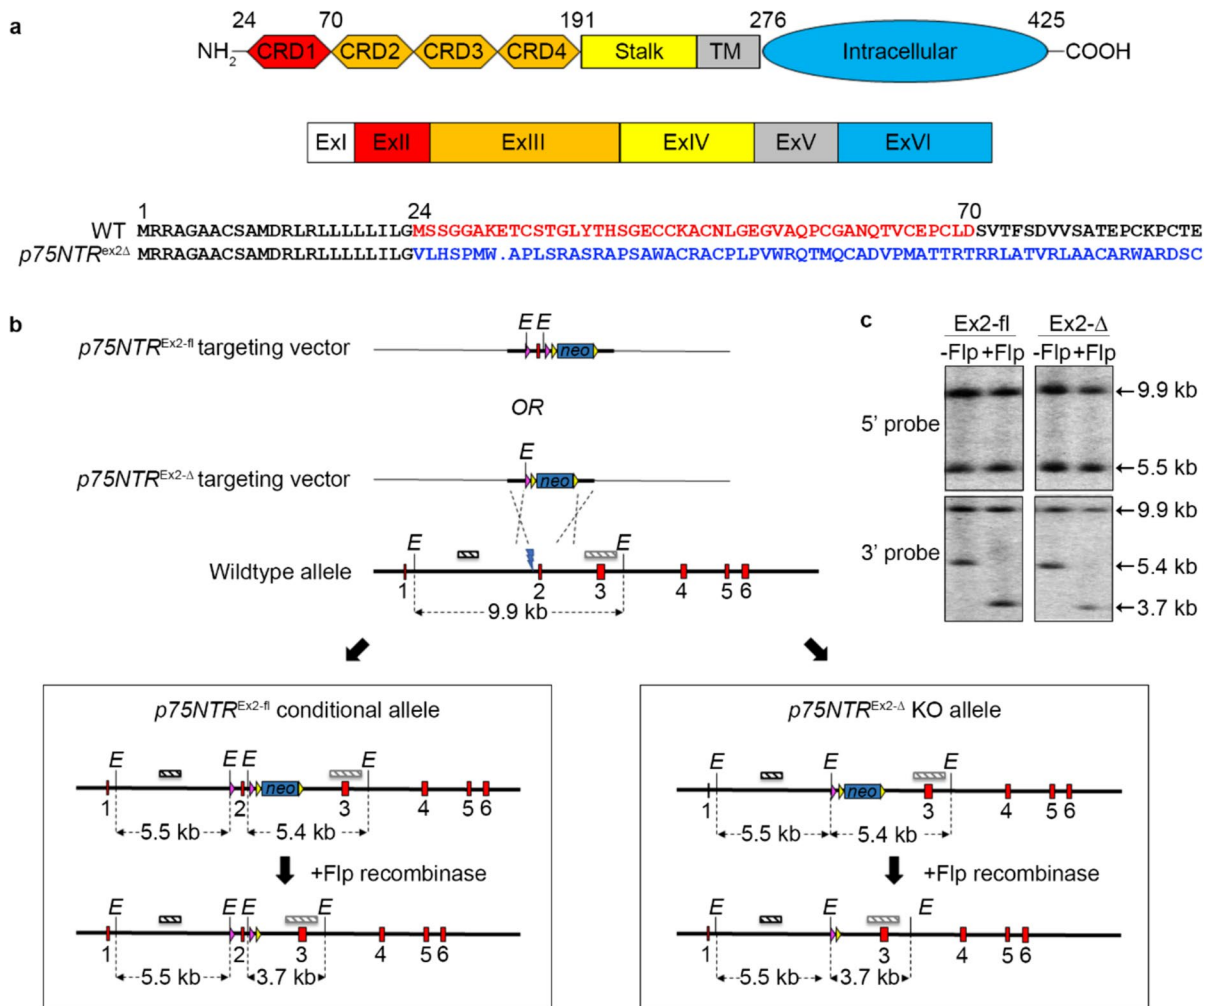 a
24 70 191 276 425
NH2 CRD1 CRD2 CRD3 CRD4 Stalk TM Intracellular COOH
ExI ExII ExIII ExIV ExV ExVI
1 24 70
WT MRRAGAACSAMDRLRLLLLLILGMSSGGAKETCSTGLYTHSGECCKACNLGEGVAQPCGANQTVCEPCLDSVTFSDVVSATEPCKPCTE
p75NTRex2Δ MRRAGAACSAMDRLRLLLLLILGVLHSPMW.APLSRASRAPSAWACRACPLPVWRQTMQCADVPMATTRTRRLATVRLAACARWARDSC
b
E E
p75NTREx2-fl targeting vector
neo
OR
E
p75NTREx2-Δ targeting vector
neo
E E
Wildtype allele
1 2 3 4 5 6
9.9 kb
c
Ex2-fl Ex2-Δ
-Flp +Flp -Flp +Flp
5' probe
9.9 kb
5.5 kb
3' probe
9.9 kb
5.4 kb
3.7 kb
p75NTREx2-fl conditional allele
E E E E
neo
1 2 3 4 5 6
5.5 kb 5.4 kb
+Flp recombinase
E E E E
1 2 3 4 5 6
5.5 kb 3.7 kb
p75NTREx2-Δ KO allele
E E E
neo
1 3 4 5 6
5.5 kb 5.4 kb
+Flp recombinase
E E E
1 3 4 5 6
5.5 kb 3.7 kb